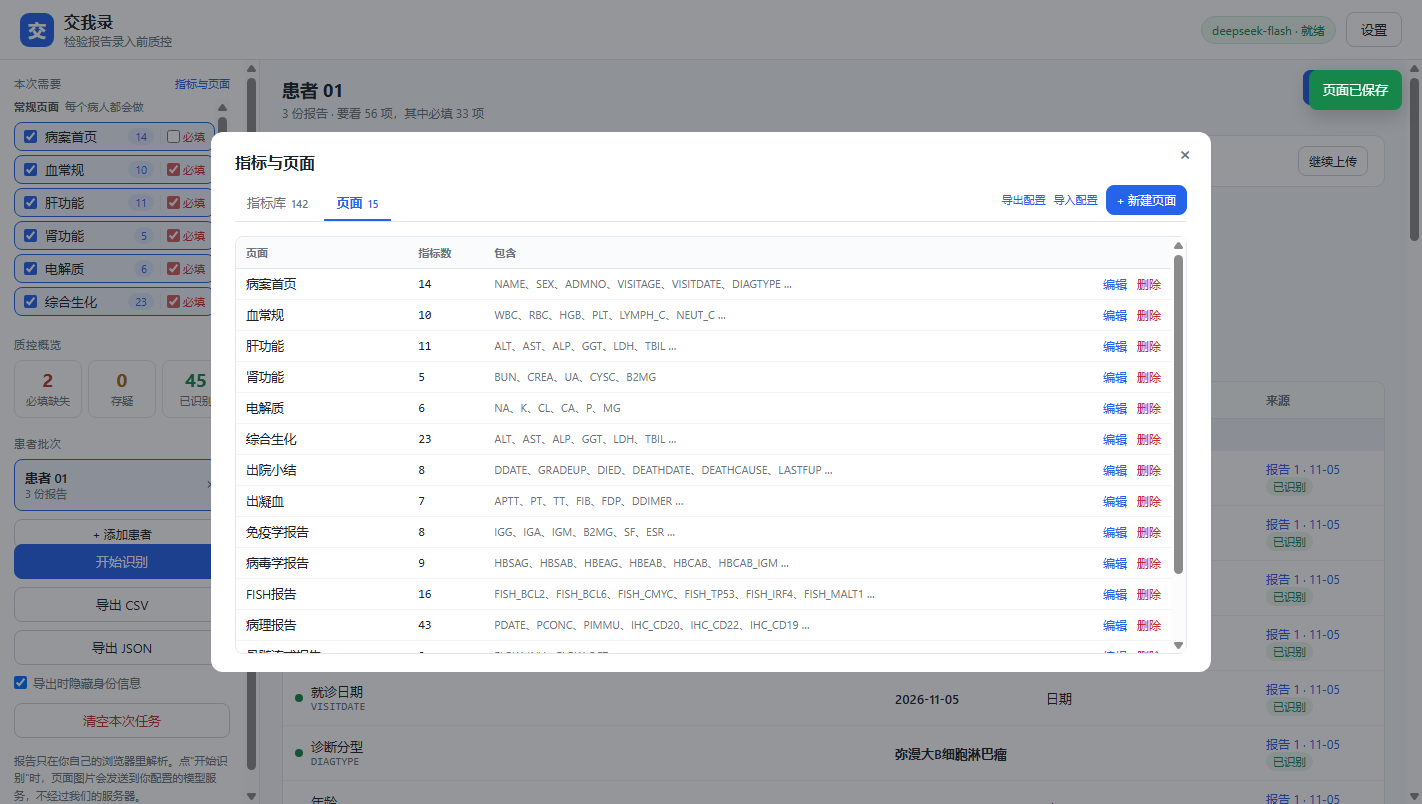 交
交我录
检验报告录入前质控
deepseek-flash · 就绪
设置
本次需要
指标与页面
常规页面 每个病人都会做
病案首页 14 必填
血常规 10 必填
肝功能 11 必填
肾功能 5 必填
电解质 6 必填
综合生化 23 必填
质控概览
2 必填缺失
0 存疑
45 已识别
患者批次
患者 01
3 份报告
+ 添加患者
开始识别
导出 CSV
导出 JSON
导出时隐藏身份信息
清空本次任务
报告只在你自己的浏览器里解析。点"开始识
别"时，页面图片会发送到你配置的模型服
务，不经过我们的服务器。
患者 01
3 份报告 · 要看 56 项，其中必填 33 项
页面已保存
继续上传
指标与页面
×
指标库 142
页面 15
导出配置 导入配置
+ 新建页面
页面 指标数 包含
病案首页 14 NAME、SEX、ADMNO、VISITAGE、VISITDATE、DIAGTYPE ... 编辑 删除
血常规 10 WBC、RBC、HGB、PLT、LYMPH_C、NEUT_C ... 编辑 删除
肝功能 11 ALT、AST、ALP、GGT、LDH、TBIL ... 编辑 删除
肾功能 5 BUN、CREA、UA、CYSC、B2MG 编辑 删除
电解质 6 NA、K、CL、CA、P、MG 编辑 删除
综合生化 23 ALT、AST、ALP、GGT、LDH、TBIL ... 编辑 删除
出院小结 8 DDATE、GRADEUP、DIED、DEATHDATE、DEATHCAUSE、LASTFUP ... 编辑 删除
出凝血 7 APTT、PT、TT、FIB、FDP、DDIMER ... 编辑 删除
免疫学报告 8 IGG、IGA、IGM、B2MG、SF、ESR ... 编辑 删除
病毒学报告 9 HBSAG、HBSAB、HBEAG、HBEAB、HBCAB、HBCAB_IGM ... 编辑 删除
FISH报告 16 FISH_BCL2、FISH_BCL6、FISH_CMYC、FISH_TP53、FISH_IRF4、FISH_MALT1 ... 编辑 删除
病理报告 43 PDATE、PCONC、PIMMU、IHC_CD20、IHC_CD22、IHC_CD19 ... 编辑 删除
来源
报告 1 · 11-05
已识别
报告 1 · 11-05
已识别
报告 1 · 11-05
已识别
报告 1 · 11-05
已识别
就诊日期
VISITDATE
2026-11-05
日期
报告 1 · 11-05
已识别
诊断分型
DIAGTYPE
弥漫大B细胞淋巴瘤
报告 1 · 11-05
已识别
年龄
报告 1 · 11-05